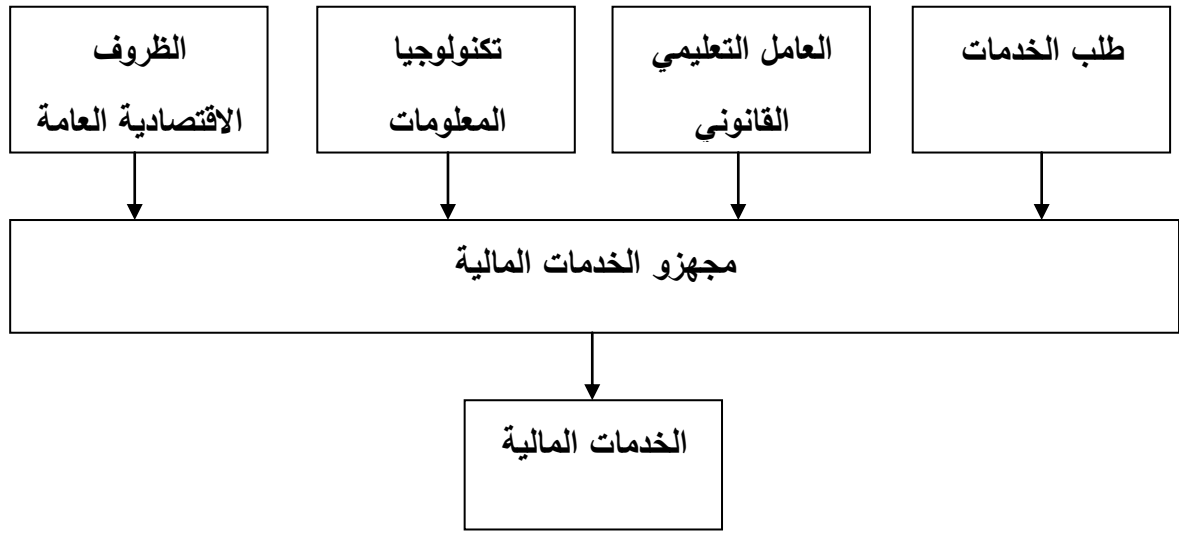 طلب الخدمات
العامل التعليمي
القانوني
تكنولوجيا
المعلومات
الظروف
الاقتصادية العامة
مجهزو الخدمات المالية
الخدمات المالية